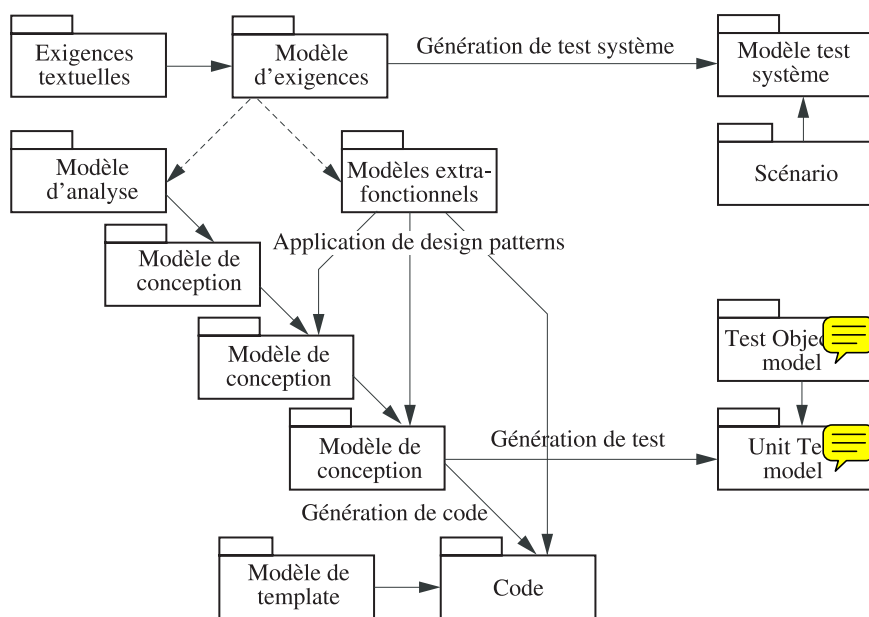 Exigences
textuelles
Modèle
d'exigences
Génération de test système
Modèle test
système
Modèle
d'analyse
Modèles extra-
fonctionnels
Scénario
Application de design patterns
Modèle de
conception
Modèle de
conception
Test
model
Modèle de
conception
Génération de test
Unit
model
Génération de code
Modèle de
template
Code